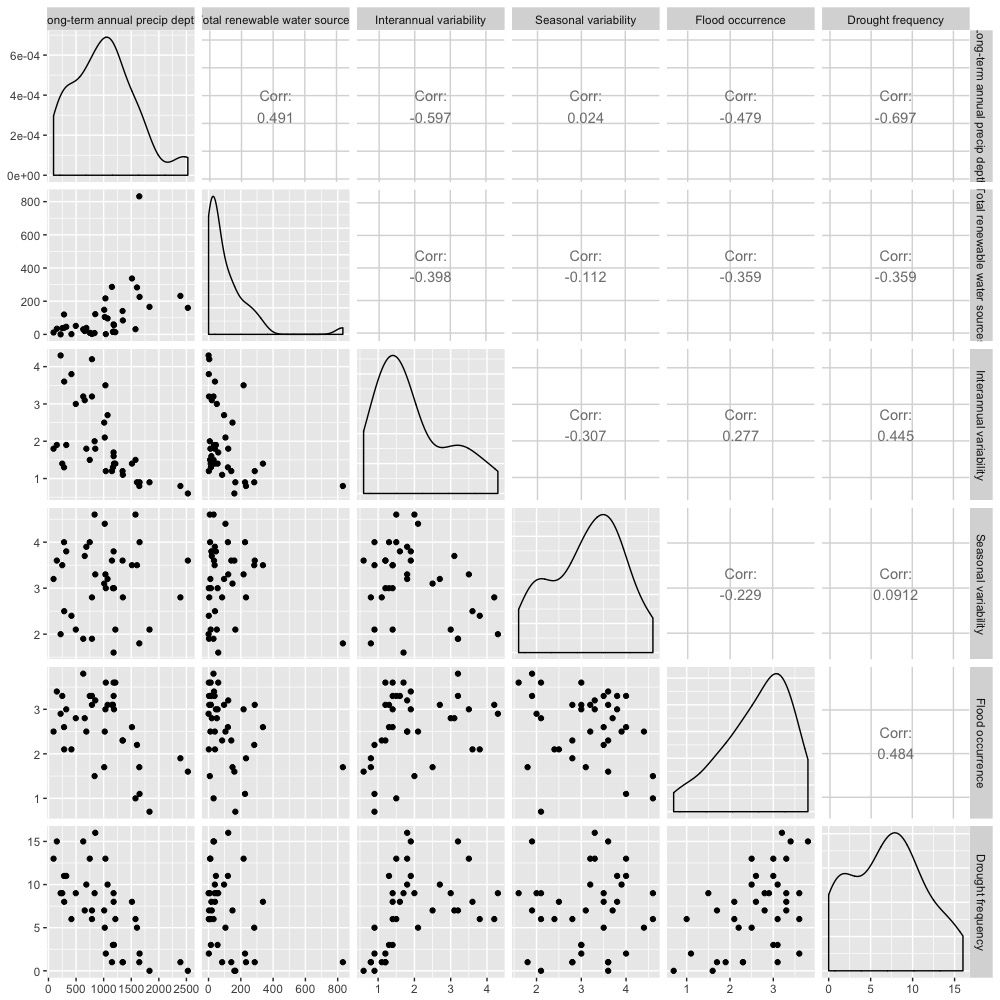 ong-term annual precip dept
otal renewable water source
Interannual variability
Seasonal variability
Flood occurrence
Drought frequency
6e-04
4e-04
2e-04
0e+00
Corr:
0.491
Corr:
-0.597
Corr:
0.024
Corr:
-0.479
Corr:
-0.697
ong-term annual precip dept
800
600
400
200
0
Corr:
-0.398
Corr:
-0.112
Corr:
-0.359
Corr:
-0.359
Total renewable water source
4
3
2
1
Corr:
-0.307
Corr:
0.277
Corr:
0.445
Interannual variability
4
3
2
Corr:
-0.229
Corr:
0.0912
Seasonal variability
3
2
1
Corr:
0.484
Flood occurrence
15
10
5
0
Drought frequency
0 500 1000 1500 2000 2500
0 200 400 600 800
1 2 3 4
2 3 4
1 2 3
0 5 10 15